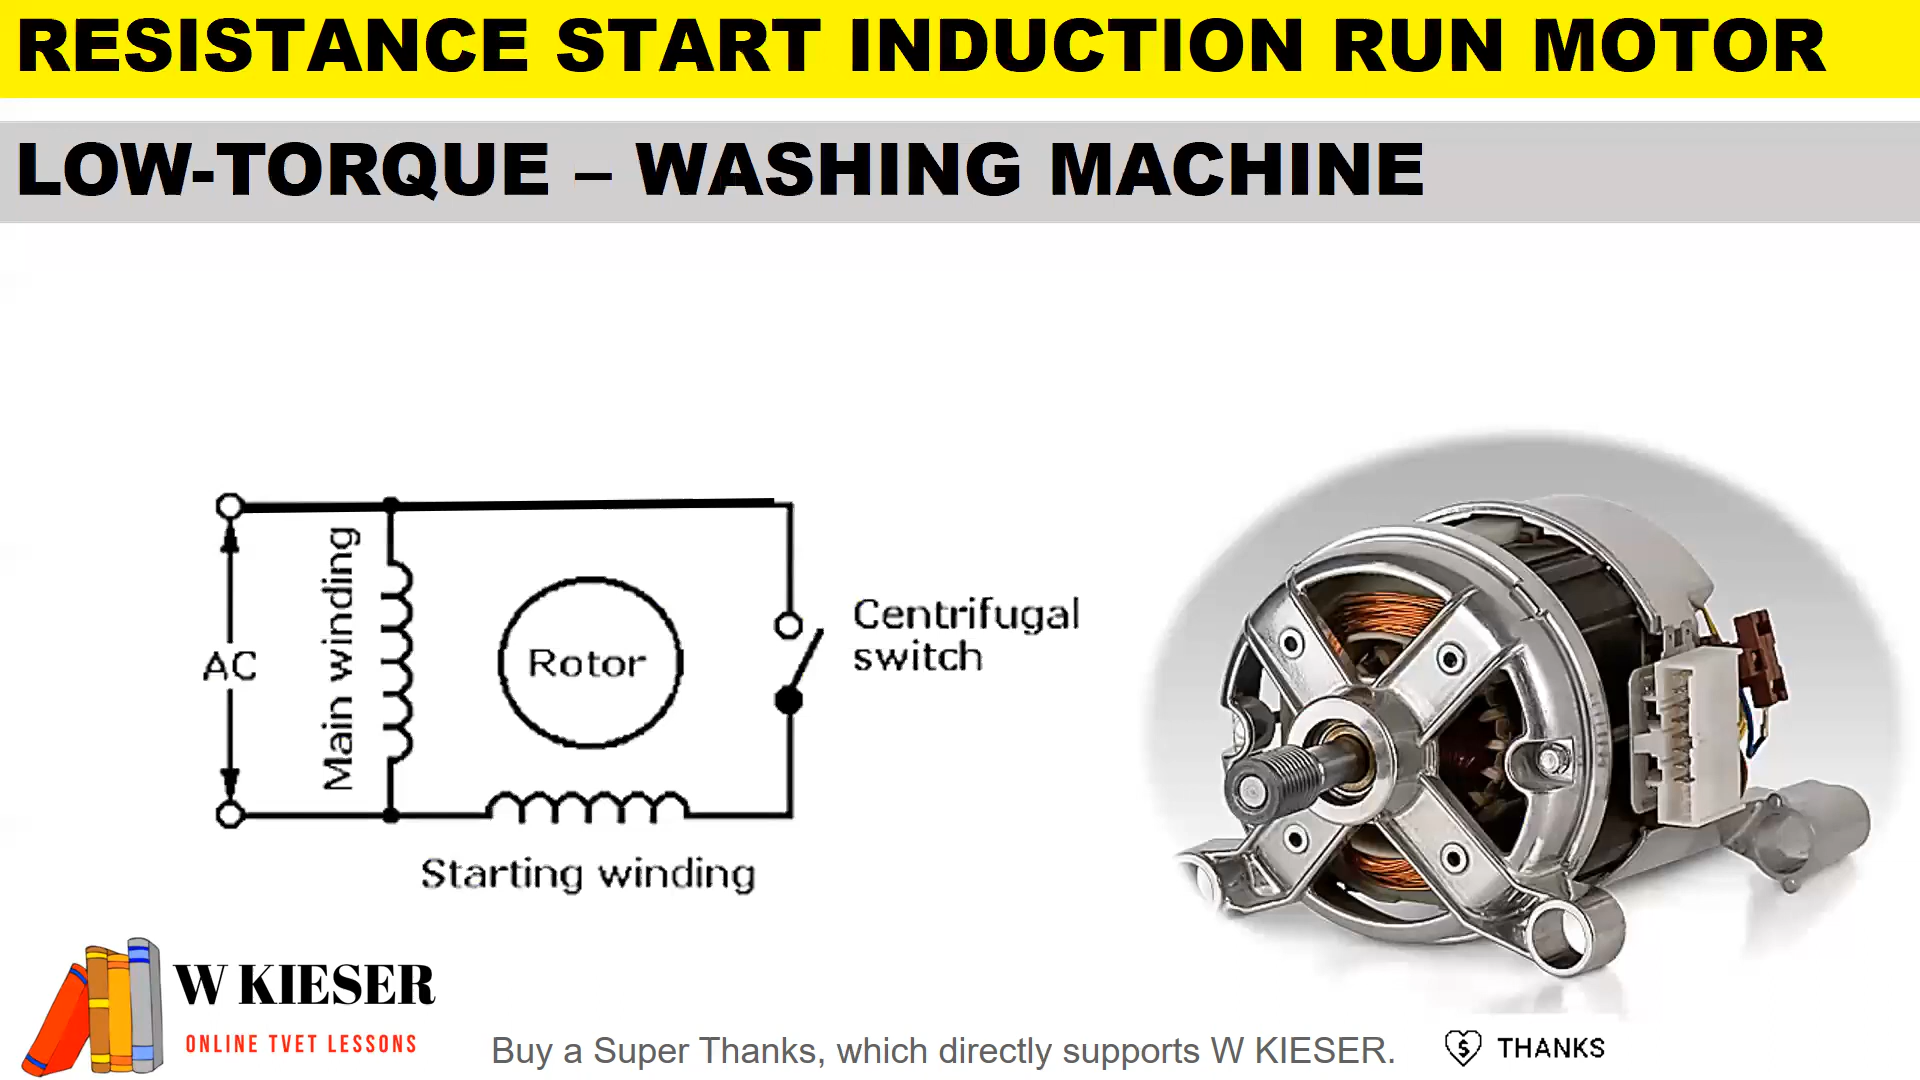 RESISTANCE START INDUCTION RUN MOTOR
LOW-TORQUE – WASHING MACHINE
Main winding
AC
Rotor
Centrifugal
switch
Starting winding
W KIESER
ONLINE TVET LESSONS
Buy a Super Thanks, which directly supports W KIESER.
$ THANKS